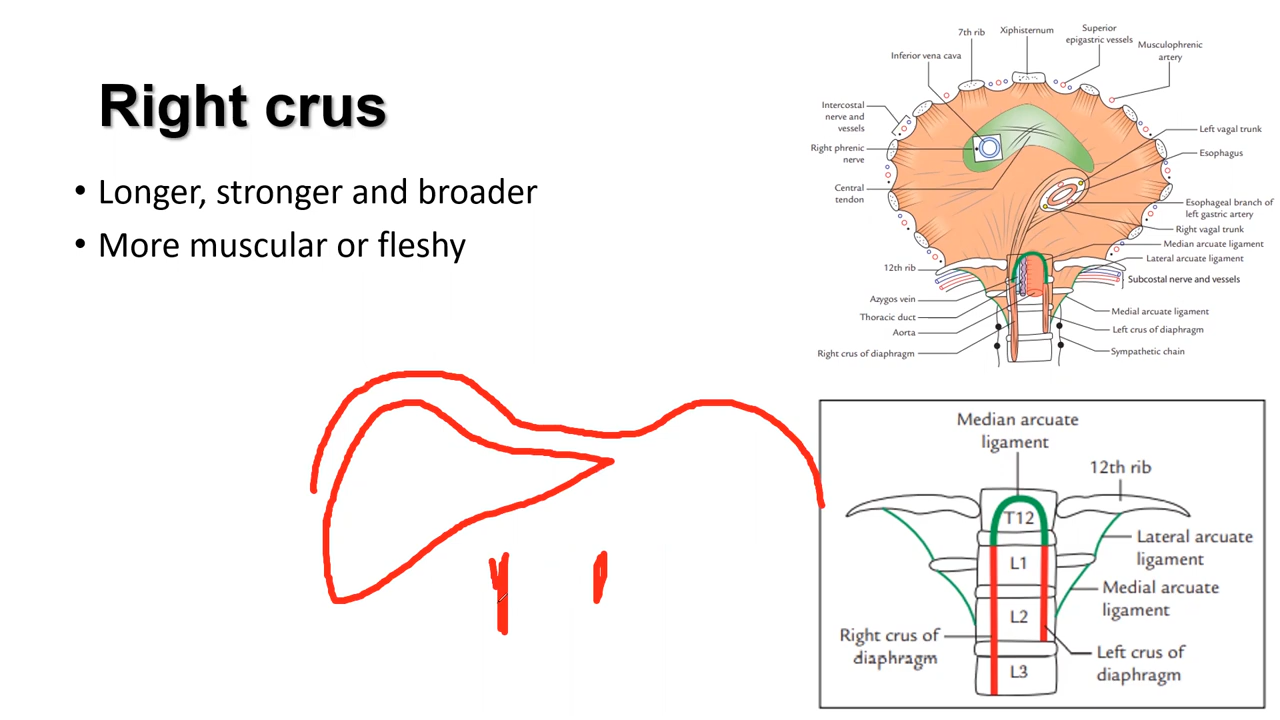 Right crus
• Longer, stronger and broader
• More muscular or fleshy
7th rib
Xiphisternum
Superior
epigastric vessels
Musculophrenic
artery
Inferior vena cava
Intercostal
nerve and
vessels
Right phrenic
nerve
Central
tendon
Left vagal trunk
Esophagus
Esophageal branch of
left gastric artery
Right vagal trunk
Median arcuate ligament
Lateral arcuate ligament
Subcostal nerve and vessels
12th rib
Azygos vein
Thoracic duct
Aorta
Right crus of diaphragm
Medial arcuate ligament
Left crus of diaphragm
Sympathetic chain
Median arcuate
ligament
12th rib
T12
Lateral arcuate
ligament
L1
Medial arcuate
ligament
L2
Right crus of
diaphragm
Left crus of
diaphragm
L3